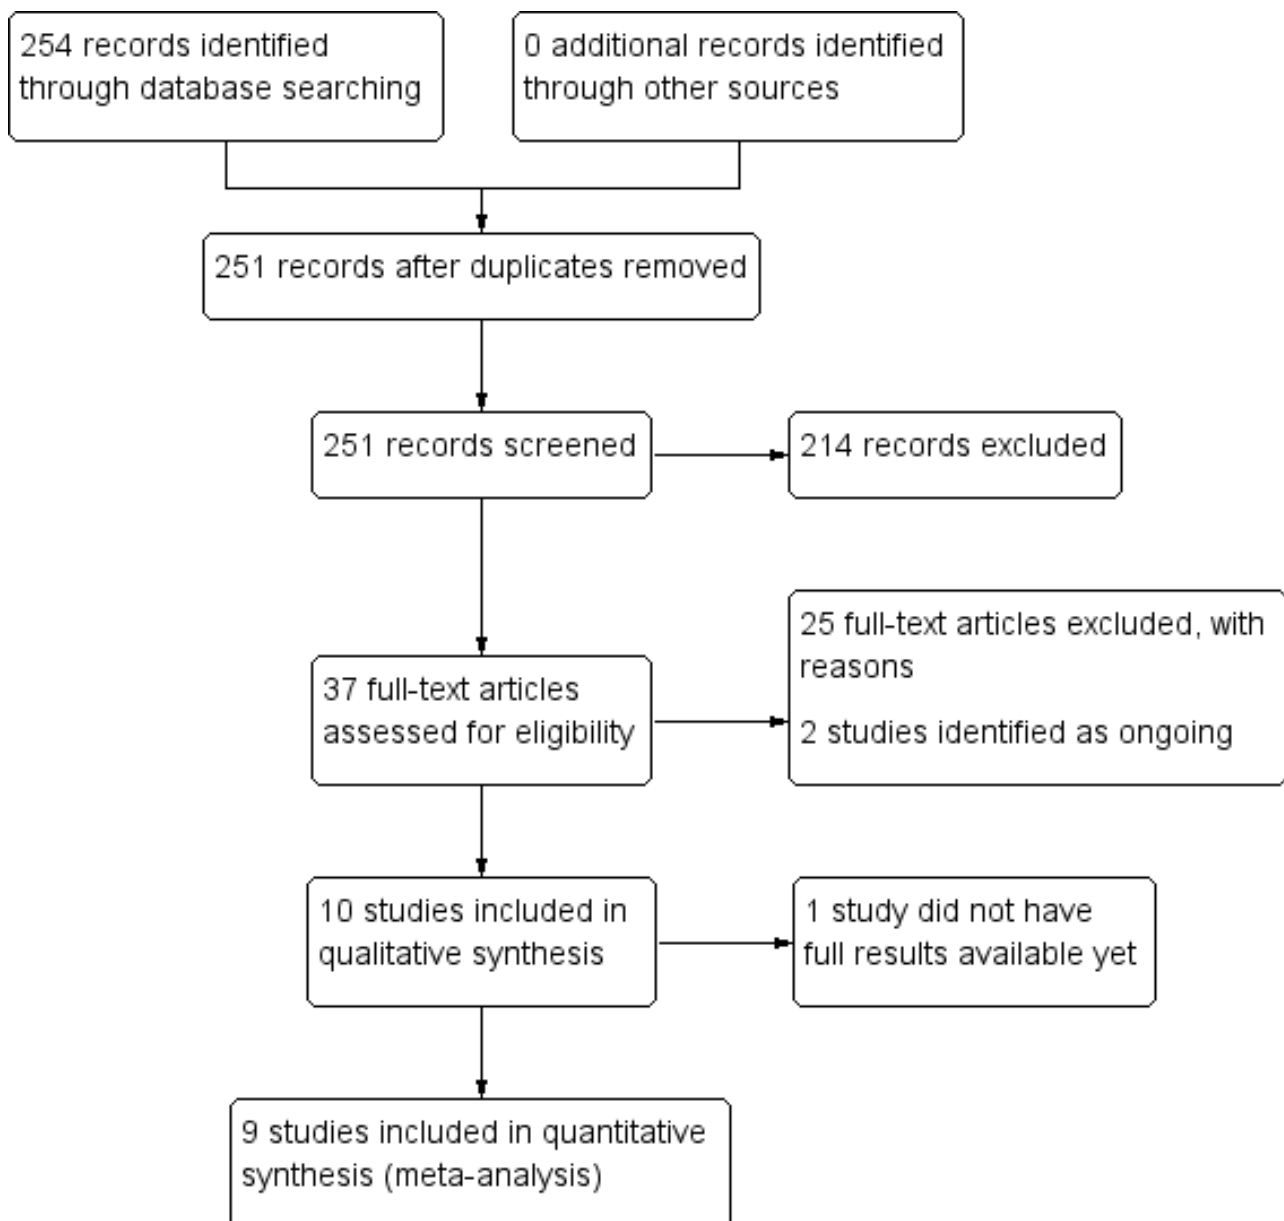 254 records identified
through database searching
0 additional records identified
through other sources
251 records after duplicates removed
251 records screened
214 records excluded
37 full-text articles
assessed for eligibility
25 full-text articles excluded, with
reasons
2 studies identified as ongoing
10 studies included in
qualitative synthesis
1 study did not have
full results available yet
9 studies included in quantitative
synthesis (meta-analysis)